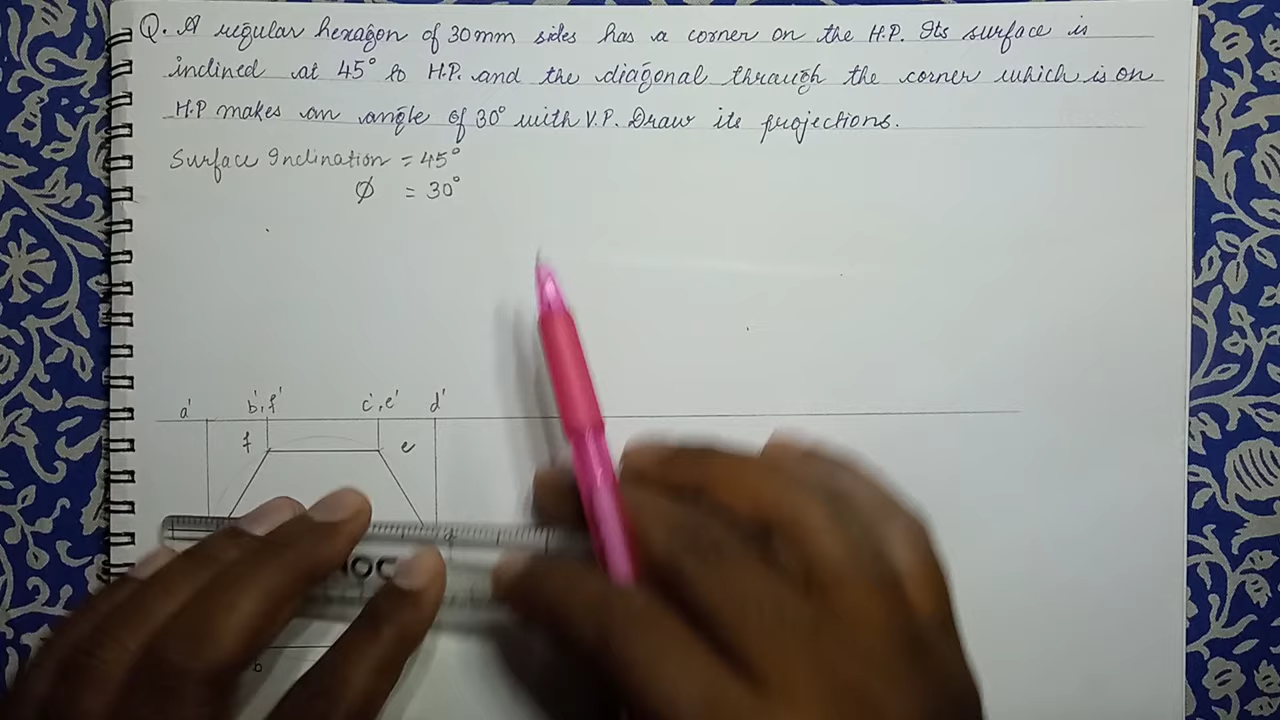 Q. A regular hexagon of 30mm sides has a corner on the H.P. Its surface is
inclined at 45° to H.P. and the diagonal through the corner which is on
H.P makes an angle of 30° with V.P. Draw its projections.
Surface Inclination = 45°
Ø = 30°
a' b',f' c',e' d'
f e
d
b